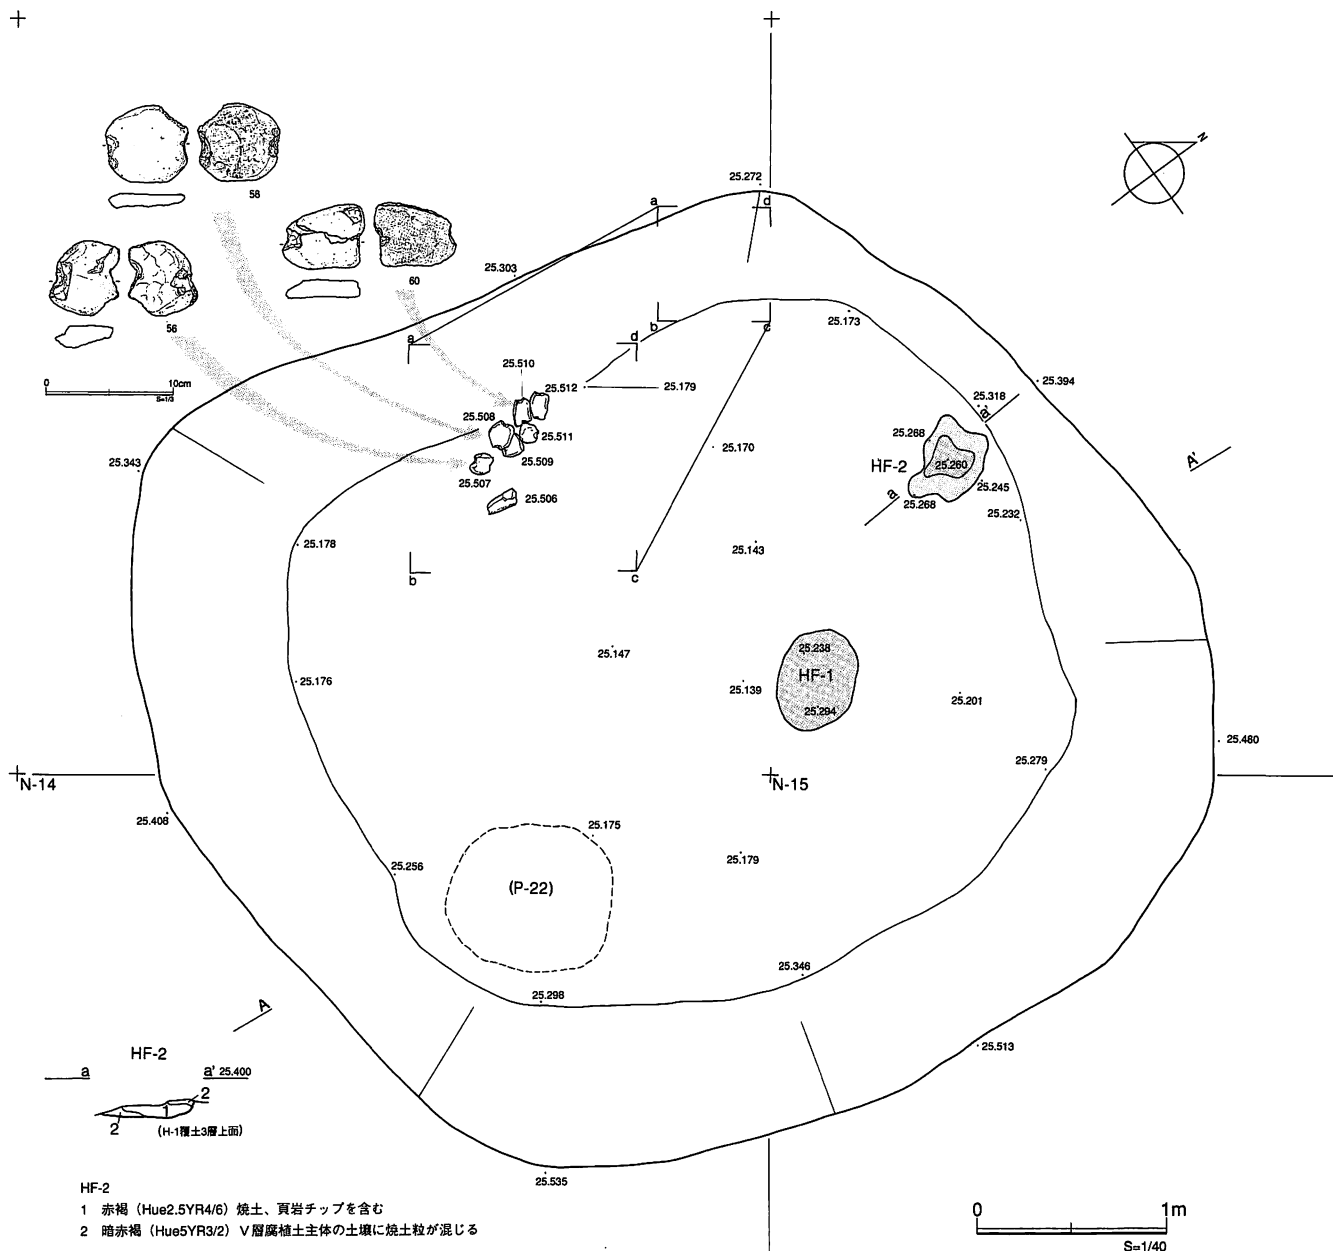 N
58
56
60
0 10cm
S=1/3
25.272
a
d
25.303
b
c
25.173
a
d
25.510
25.512
25.179
25.394
25.318
a'
25.508
25.511
25.509
25.268
HF-2
25.260
25.170
A'
25.343
25.507
25.506
25.245
25.268
a
25.232
25.178
25.143
b
c
25.147
25.238
HF-1
25.294
25.176
25.139
25.201
25.480
25.279
N-14
N-15
25.408
25.175
25.256
25.179
(P-22)
25.346
25.298
A
25.513
HF-2
a
a' 25.400
2
1
2
(H-1覆土3層上面)
25.535
HF-2
1 赤褐(Hue2.5YR4/6)焼土、頁岩チップを含む
2 暗赤褐(Hue5YR3/2)V層腐植土主体の土壌に焼土粒が混じる
0 1m
S=1/40